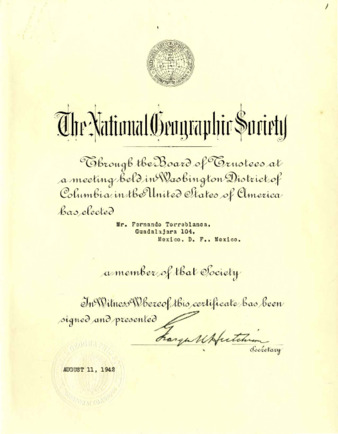 The National Geographic Society
Through the Board of Trustees at
a meeting held in Washington District of
Columbia in the United States of America
has elected
Mr. Fernando Torreblanca,
Guadalajara 104,
Mexico, D. F., Mexico.
a member of that Society
In Witness Whereof, this certificate has been
signed and presented
Secretary
AUGUST 11, 1948